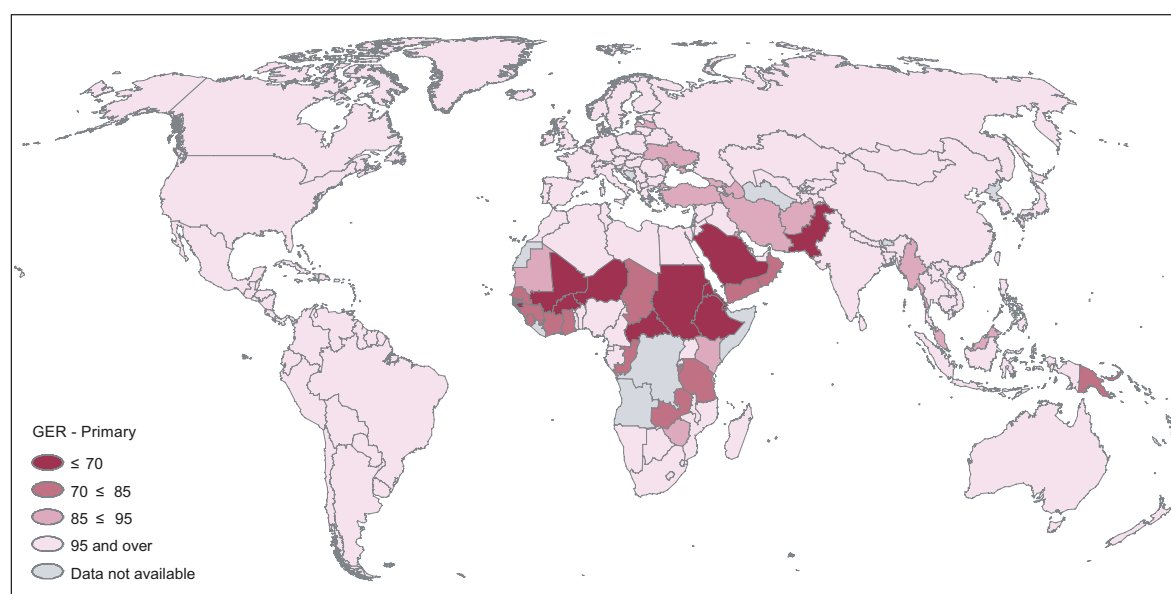 GER - Primary
≤ 70
70 ≤ 85
85 ≤ 95
95 and over
Data not available